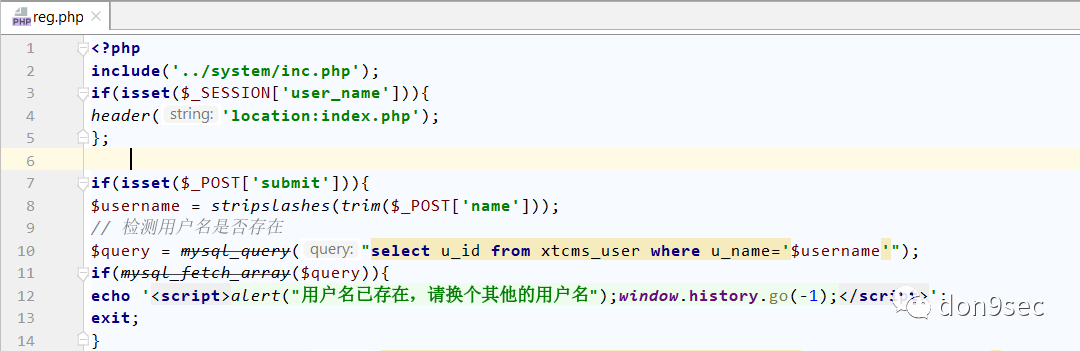 reg.php
1 <?php
2 include('../system/inc.php');
3 if(isset($_SESSION['user_name'])){
4 header( string: 'location:index.php');
5 };
6
7 if(isset($_POST['submit'])){
8 $username = stripslashes(trim($_POST['name']));
9 // 检测用户名是否存在
10 $query = mysql_query( query: "select u_id from xtcms_user where u_name='$username'");
11 if(mysql_fetch_array($query)){
12 echo '<script>alert("用户名已存在，请换个其他的用户名");window.history.go(-1);</script>';
13 exit;
14 }
don9sec